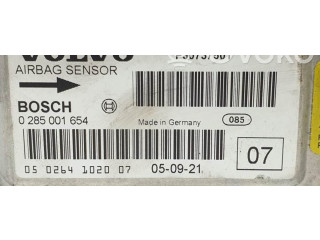 VOLVO
AIRBAG SENSOR
BOSCH
0 285 001 654
Made in Germany
085
07
05 0264 1020 07
05-09-21